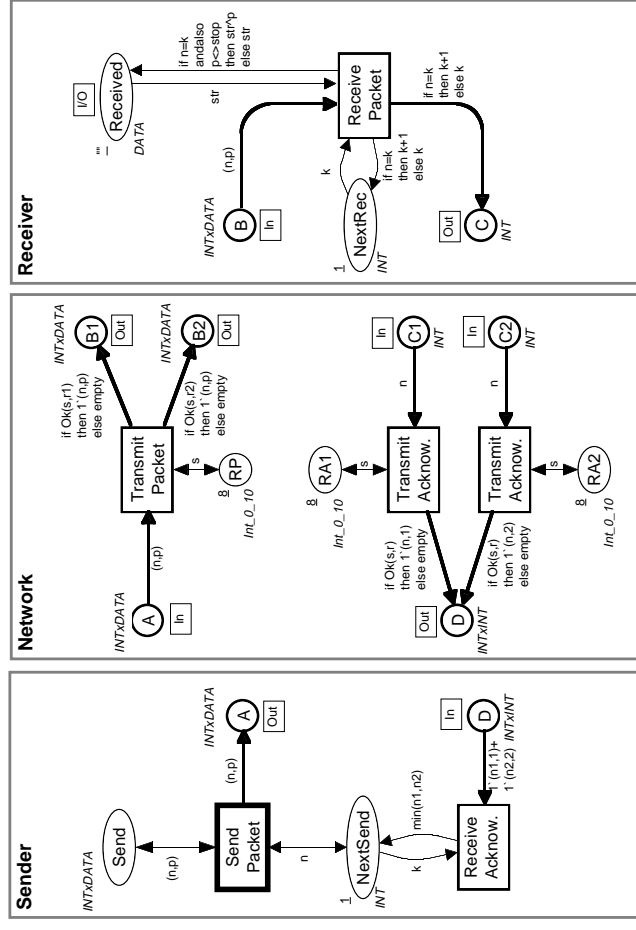 Sender
INTxDATA
Send
(n,p)
Send
Packet
(n,p)
INTxDATA
A
Out
n
1
NextSend
INT
k
min(n1,n2)
Receive
Acknow.
1`(n1,1)+
1`(n2,2)
In
D
INTxINT
Network
INTxDATA
A
In
(n,p)
Transmit
Packet
if Ok(s,r1)
then 1`(n,p)
else empty
INTxDATA
B1
Out
if Ok(s,r2)
then 1`(n,p)
else empty
INTxDATA
B2
Out
s
8
RP
Int_0_10
8
RA1
Int_0_10
s
Transmit
Acknow.
n
In
C1
INT
if Ok(s,r)
then 1`(n,1)
else empty
Out
D
INTxINT
if Ok(s,r)
then 1`(n,2)
else empty
Transmit
Acknow.
n
In
C2
INT
s
8
RA2
Int_0_10
Receiver
""
Received
I/O
DATA
str
if n=k
andalso
p<>stop
then str^p
else str
INTxDATA
B
In
(n,p)
Receive
Packet
1
NextRec
INT
k
if n=k
then k+1
else k
if n=k
then k+1
else k
Out
C
INT